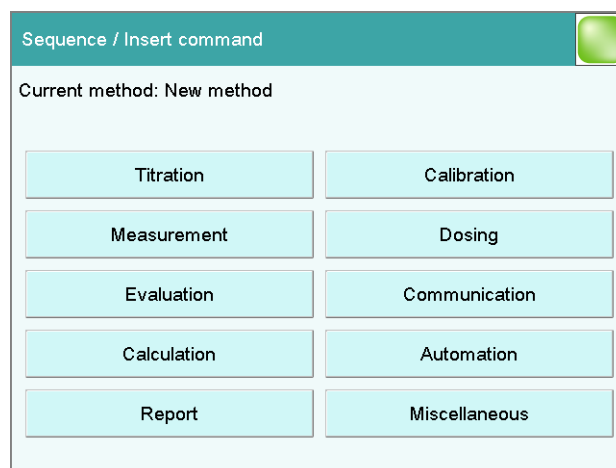 Sequence / Insert command
Current method: New method
Titration
Calibration
Measurement
Dosing
Evaluation
Communication
Calculation
Automation
Report
Miscellaneous